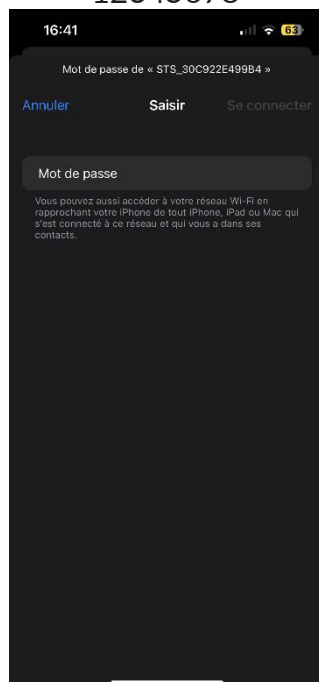 16:41
63
Mot de passe de « STS_30C922E499B4 »
Annuler
Saisir
Se connecter
Mot de passe
Vous pouvez aussi accéder à votre réseau Wi-Fi en
rapprochant votre iPhone de tout iPhone, iPad ou Mac qui
s'est connecté à ce réseau et qui vous a dans ses
contacts.